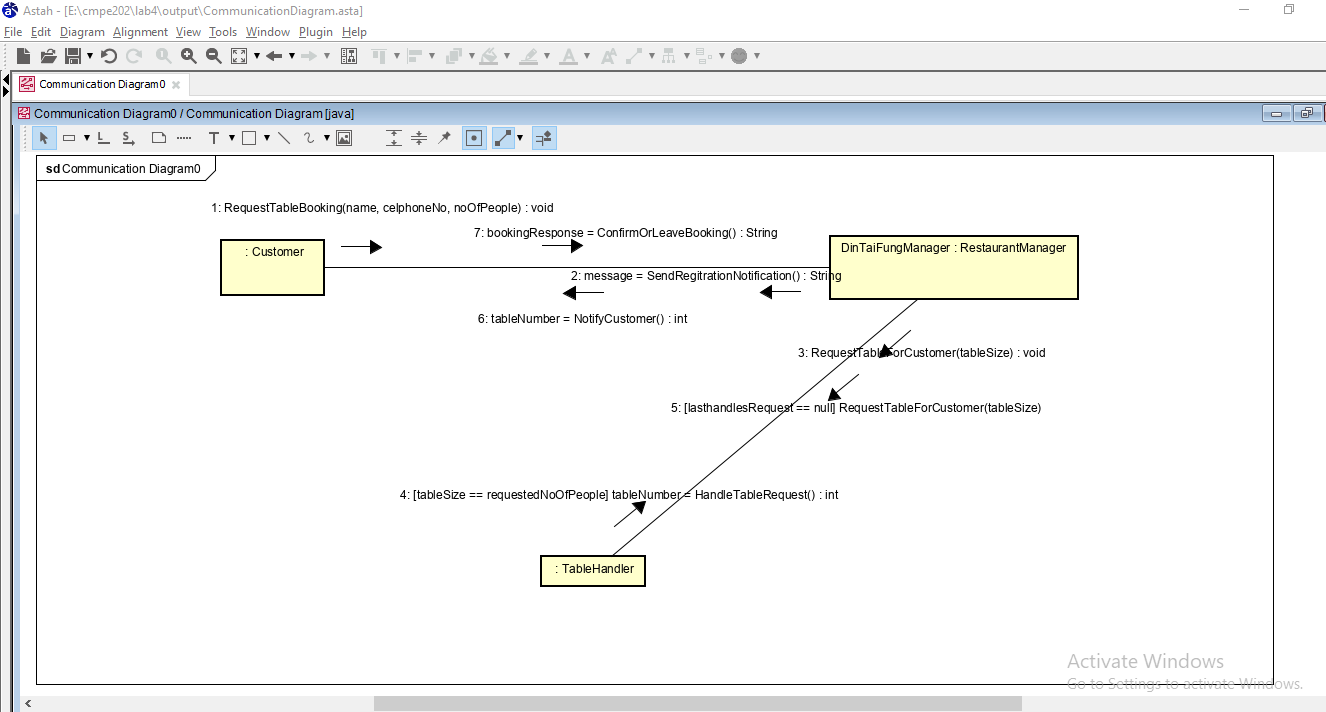 Astah - [E:\cmpe202\lab4\output\CommunicationDiagram.asta]
File Edit Diagram Alignment View Tools Window Plugin Help
Communication Diagram0
Communication Diagram0 / Communication Diagram [java]
sd Communication Diagram0
1: RequestTableBooking(name, celphoneNo, noOfPeople) : void
7: bookingResponse = ConfirmOrLeaveBooking() : String
: Customer
DinTaiFungManager : RestaurantManager
2: message = SendRegitrationNotification() : String
6: tableNumber = NotifyCustomer() : int
3: RequestTableForCustomer(tableSize) : void
5: [lasthandlesRequest == null] RequestTableForCustomer(tableSize)
4: [tableSize == requestedNoOfPeople] tableNumber = HandleTableRequest() : int
: TableHandler
Activate Windows
Go to Settings to activate Windows.